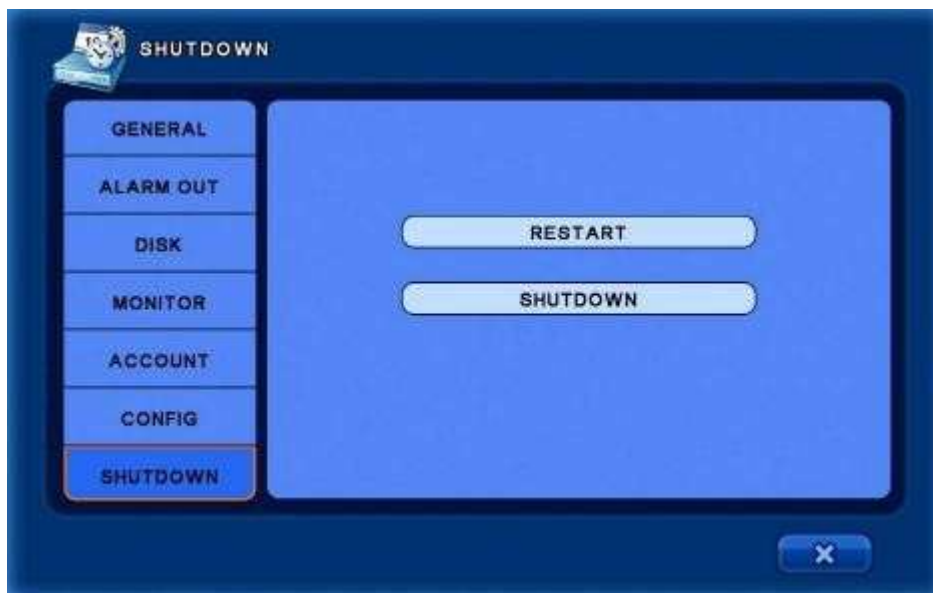 SHUTDOWN
GENERAL
ALARM OUT
DISK
MONITOR
ACCOUNT
CONFIG
SHUTDOWN
RESTART
SHUTDOWN